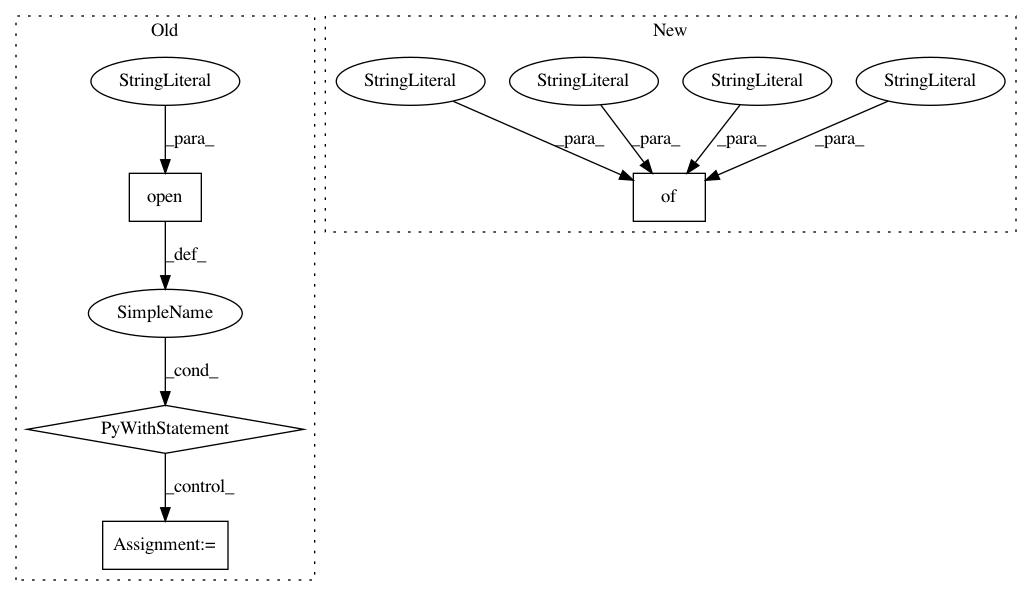 Old
New
StringLiteral
StringLiteral
StringLiteral
StringLiteral
StringLiteral
_para_
_para_
_para_
_para_
_para_
open
of
_def_
SimpleName
_cond_
PyWithStatement
_control_
Assignment:=